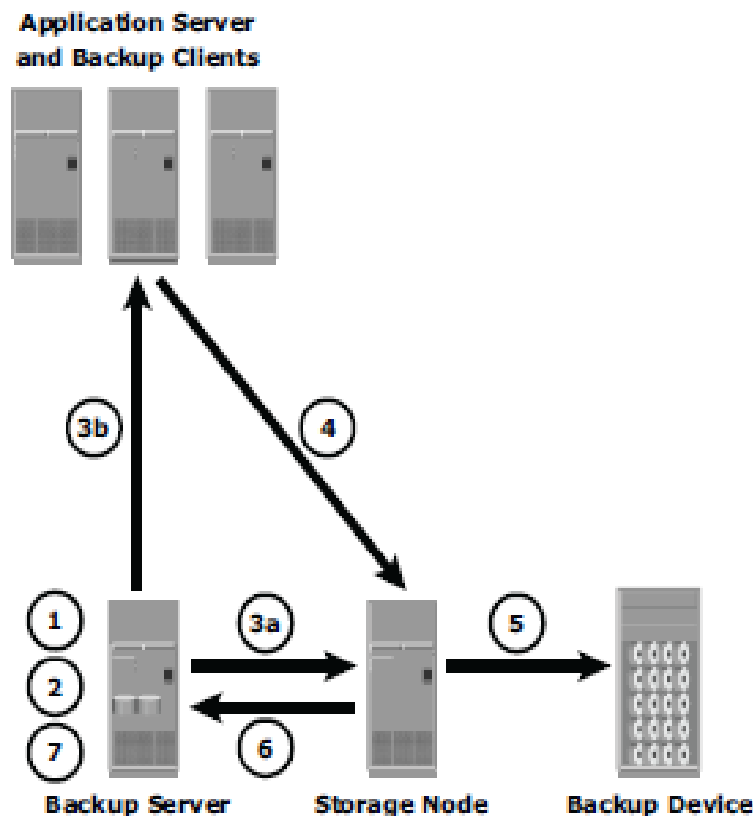 Application Server
and Backup Clients
3b
4
1
3a
5
2
7
6
Backup Server
Storage Node
Backup Device